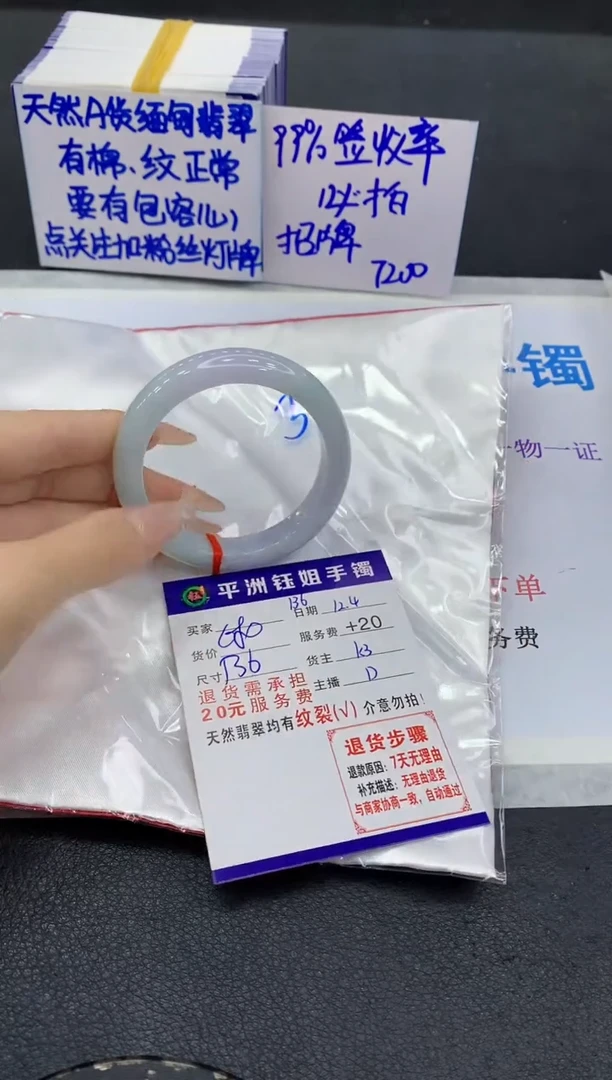 天然A货缅甸翡翠
有棉、纹正常
要有包容心
点关注加粉丝灯牌
99%签收率
必拍
招牌
7200
手镯
一物一证
下单
务费
平洲钰姐手镯
136
买家
日期 12.4
货价
服务费 +20
尺寸
货主
退货需承担 主播 D
20元服务费
天然翡翠均有纹裂(√)介意勿拍!
退货步骤
退款原因:7天无理由
补充描述:无理由退货
与商家协商一致,自动通过